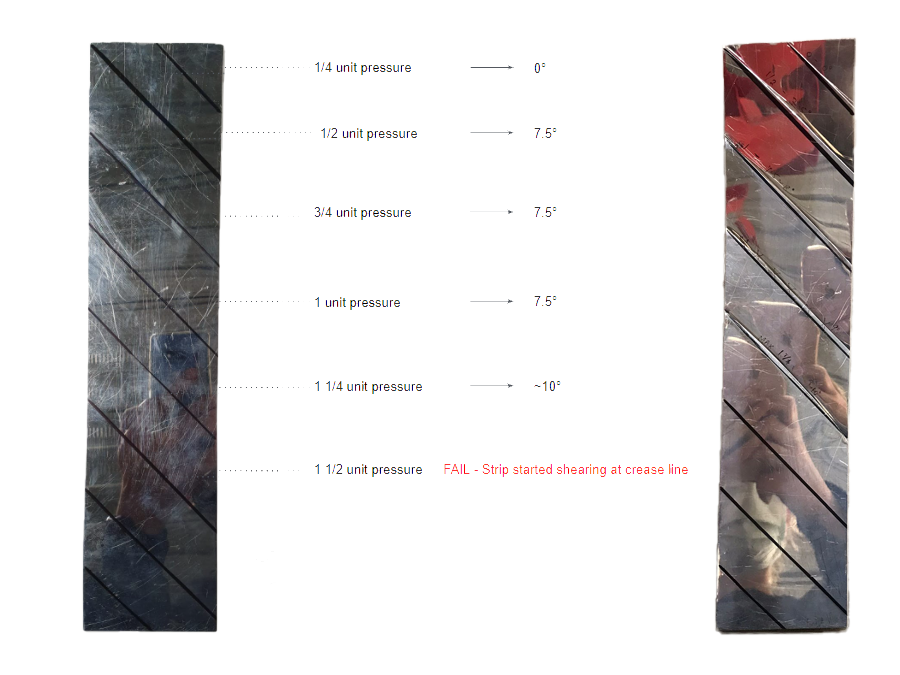 1/4 unit pressure 0°
1/2 unit pressure 7.5°
3/4 unit pressure 7.5°
1 unit pressure 7.5°
1 1/4 unit pressure ~10°
1 1/2 unit pressure FAIL - Strip started shearing at crease line